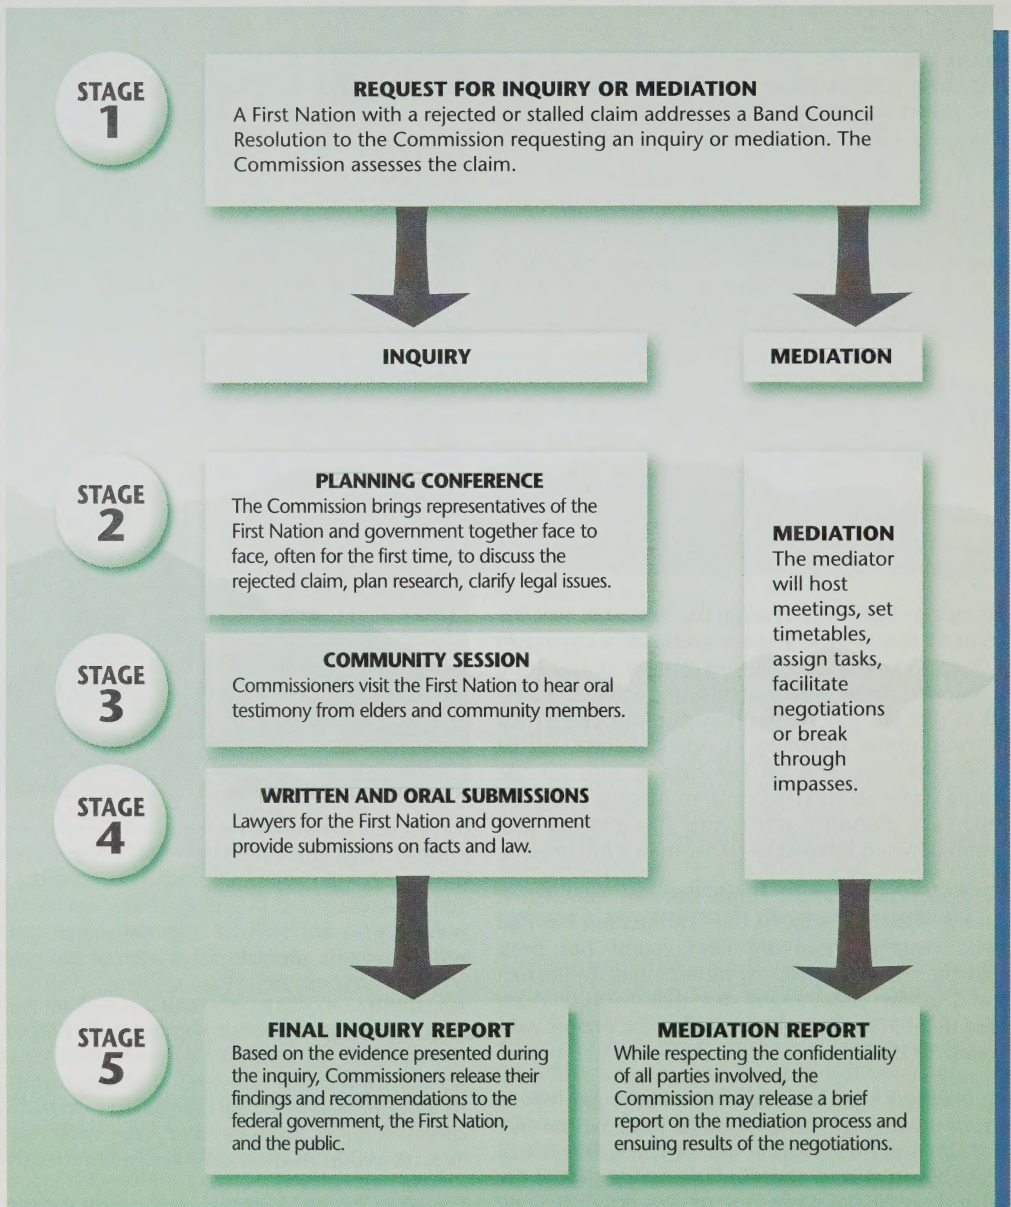 STAGE
1
REQUEST FOR INQUIRY OR MEDIATION
A First Nation with a rejected or stalled claim addresses a Band Council
Resolution to the Commission requesting an inquiry or mediation. The
Commission assesses the claim.
INQUIRY
MEDIATION
STAGE
2
PLANNING CONFERENCE
The Commission brings representatives of the
First Nation and government together face to
face, often for the first time, to discuss the
rejected claim, plan research, clarify legal issues.
STAGE
3
COMMUNITY SESSION
Commissioners visit the First Nation to hear oral
testimony from elders and community members.
STAGE
4
WRITTEN AND ORAL SUBMISSIONS
Lawyers for the First Nation and government
provide submissions on facts and law.
MEDIATION
The mediator
will host
meetings, set
timetables,
assign tasks,
facilitate
negotiations
or break
through
impasses.
STAGE
5
FINAL INQUIRY REPORT
Based on the evidence presented during
the inquiry, Commissioners release their
findings and recommendations to the
federal government, the First Nation,
and the public.
MEDIATION REPORT
While respecting the confidentiality
of all parties involved, the
Commission may release a brief
report on the mediation process and
ensuing results of the negotiations.